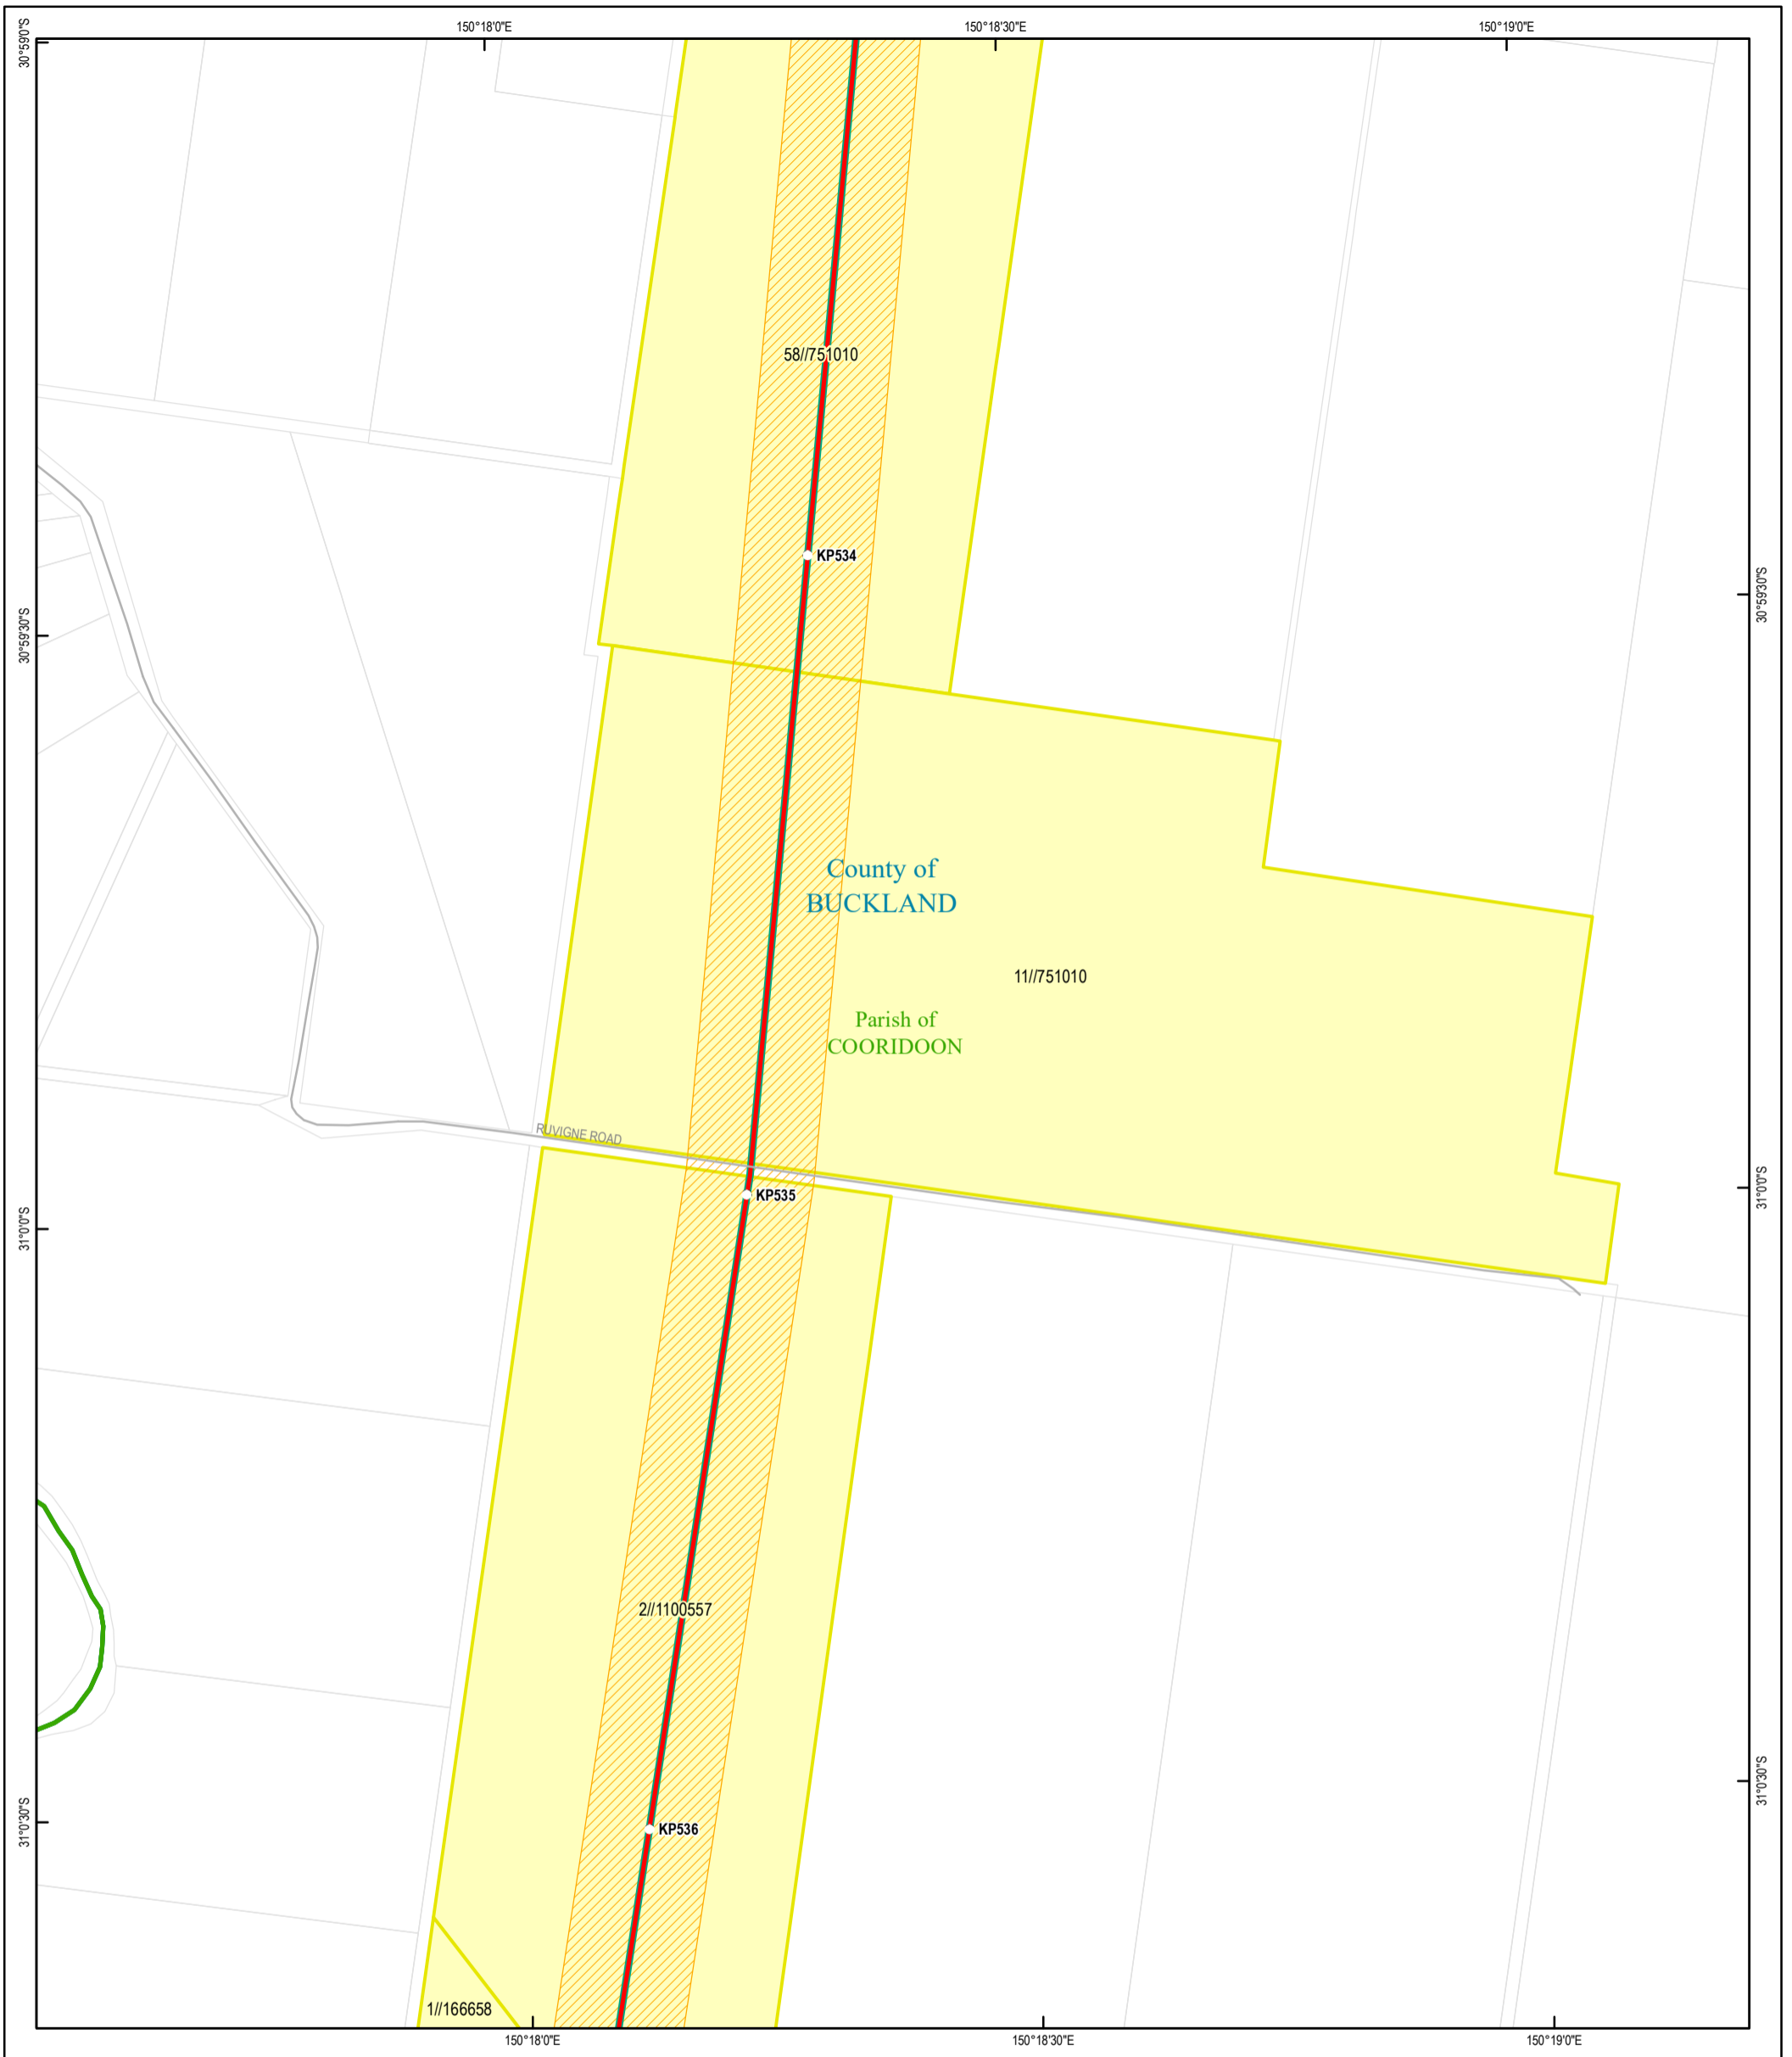 150°18'0"E
150°18'30"E
150°19'0"E
30°59'0"S
58//751010
KP534
30°59'30"S
30°59'30"S
County of
BUCKLAND
11//751010
Parish of
COORIDOON
RUVIGNE ROAD
KP535
31°0'0"S
31°0'0"S
2//1100557
31°0'30"S
31°0'30"S
KP536
1//166658
150°18'0"E
150°18'30"E
150°19'0"E